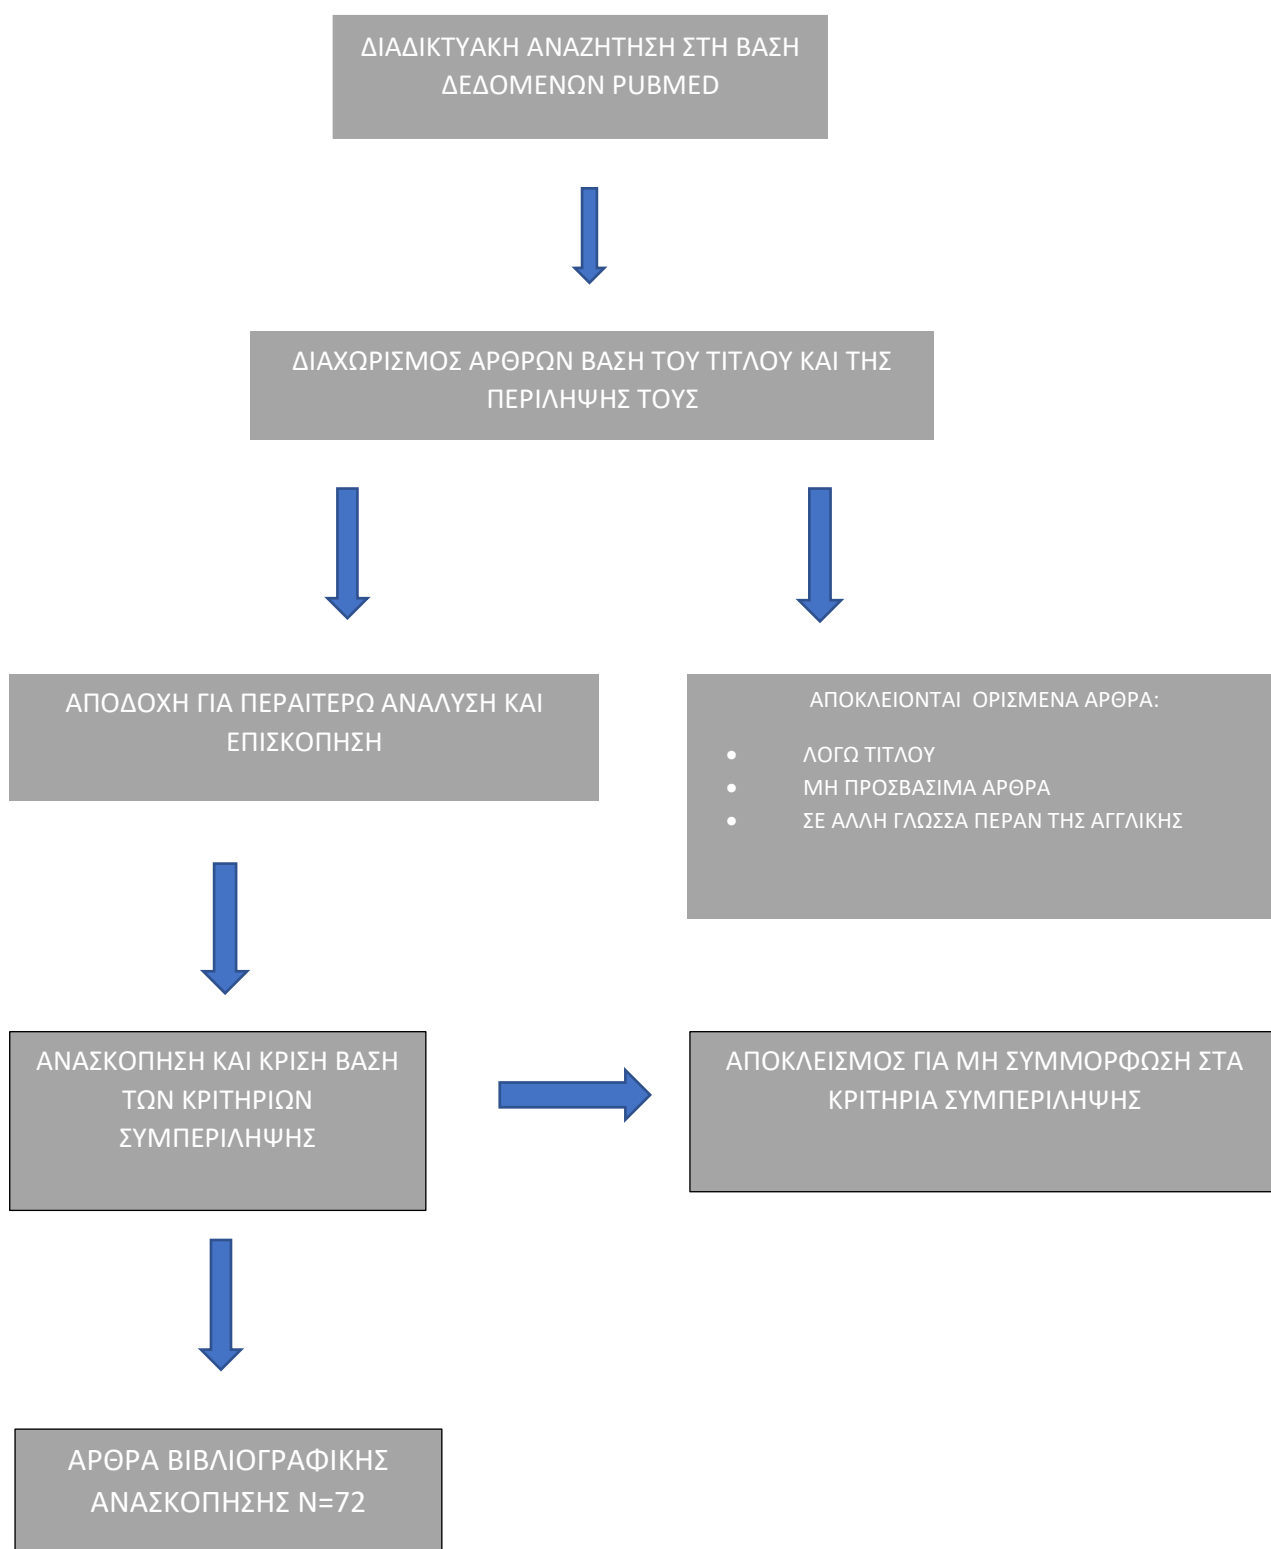 ΔΙΑΔΙΚΤΥΑΚΗ ΑΝΑΖΗΤΗΣΗ ΣΤΗ ΒΑΣΗ
ΔΕΔΟΜΕΝΩΝ PUBMED
ΔΙΑΧΩΡΙΣΜΟΣ ΑΡΘΡΩΝ ΒΑΣΗ ΤΟΥ ΤΙΤΛΟΥ ΚΑΙ ΤΗΣ
ΠΕΡΙΛΗΨΗΣ ΤΟΥΣ
ΑΠΟΔΟΧΗ ΓΙΑ ΠΕΡΑΙΤΕΡΩ ΑΝΑΛΥΣΗ ΚΑΙ
ΕΠΙΣΚΟΠΗΣΗ
ΑΠΟΚΛΕΙΟΝΤΑΙ ΟΡΙΣΜΕΝΑ ΑΡΘΡΑ:
• ΛΟΓΩ ΤΙΤΛΟΥ
• ΜΗ ΠΡΟΣΒΑΣΙΜΑ ΑΡΘΡΑ
• ΣΕ ΑΛΛΗ ΓΛΩΣΣΑ ΠΕΡΑΝ ΤΗΣ ΑΓΓΛΙΚΗΣ
ΑΝΑΣΚΟΠΗΣΗ ΚΑΙ ΚΡΙΣΗ ΒΑΣΗ
ΤΩΝ ΚΡΙΤΗΡΙΩΝ
ΣΥΜΠΕΡΙΛΗΨΗΣ
ΑΠΟΚΛΕΙΣΜΟΣ ΓΙΑ ΜΗ ΣΥΜΜΟΡΦΩΣΗ ΣΤΑ
ΚΡΙΤΗΡΙΑ ΣΥΜΠΕΡΙΛΗΨΗΣ
ΑΡΘΡΑ ΒΙΒΛΙΟΓΡΑΦΙΚΗΣ
ΑΝΑΣΚΟΠΗΣΗΣ N=72